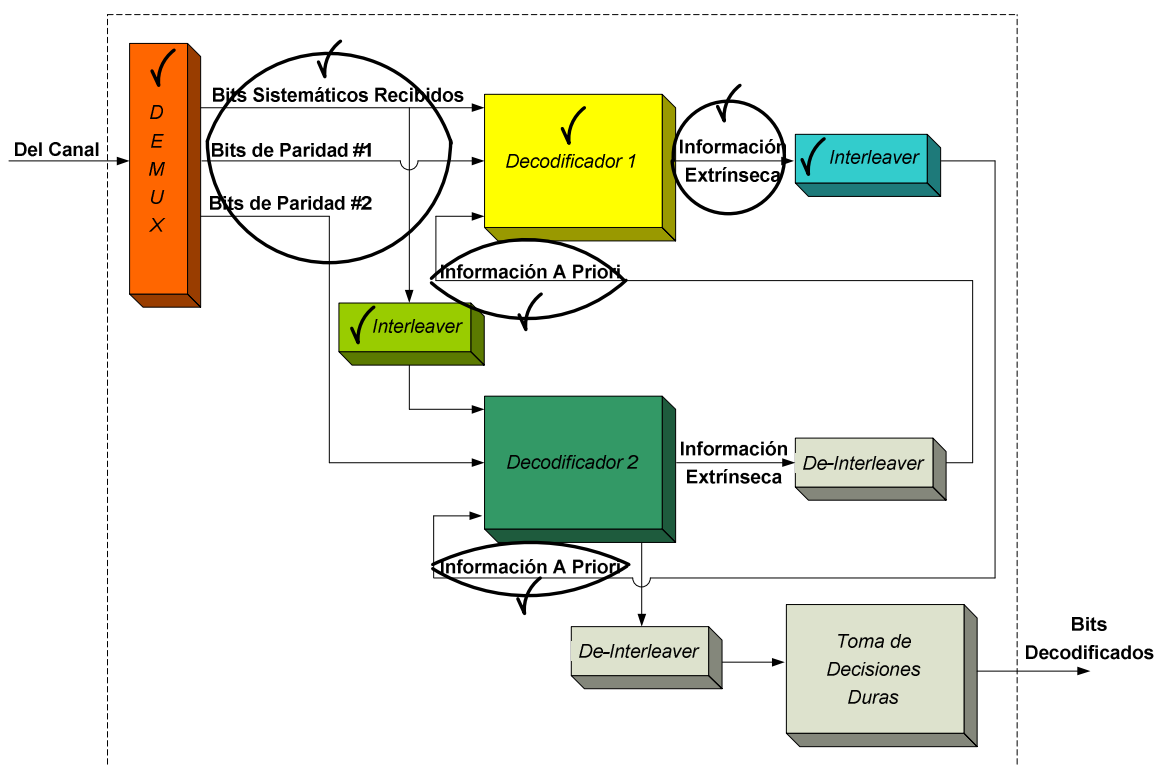 Del Canal
D
E
M
U
X
Bits Sistemáticos Recibidos
Bits de Paridad #1
Bits de Paridad #2
Decodificador 1
Información
Extrínseca
Interleaver
Información A Priori
Interleaver
Decodificador 2
Información
Extrínseca
De-Interleaver
Información A Priori
De-Interleaver
Toma de
Decisiones
Duras
Bits
Decodificados